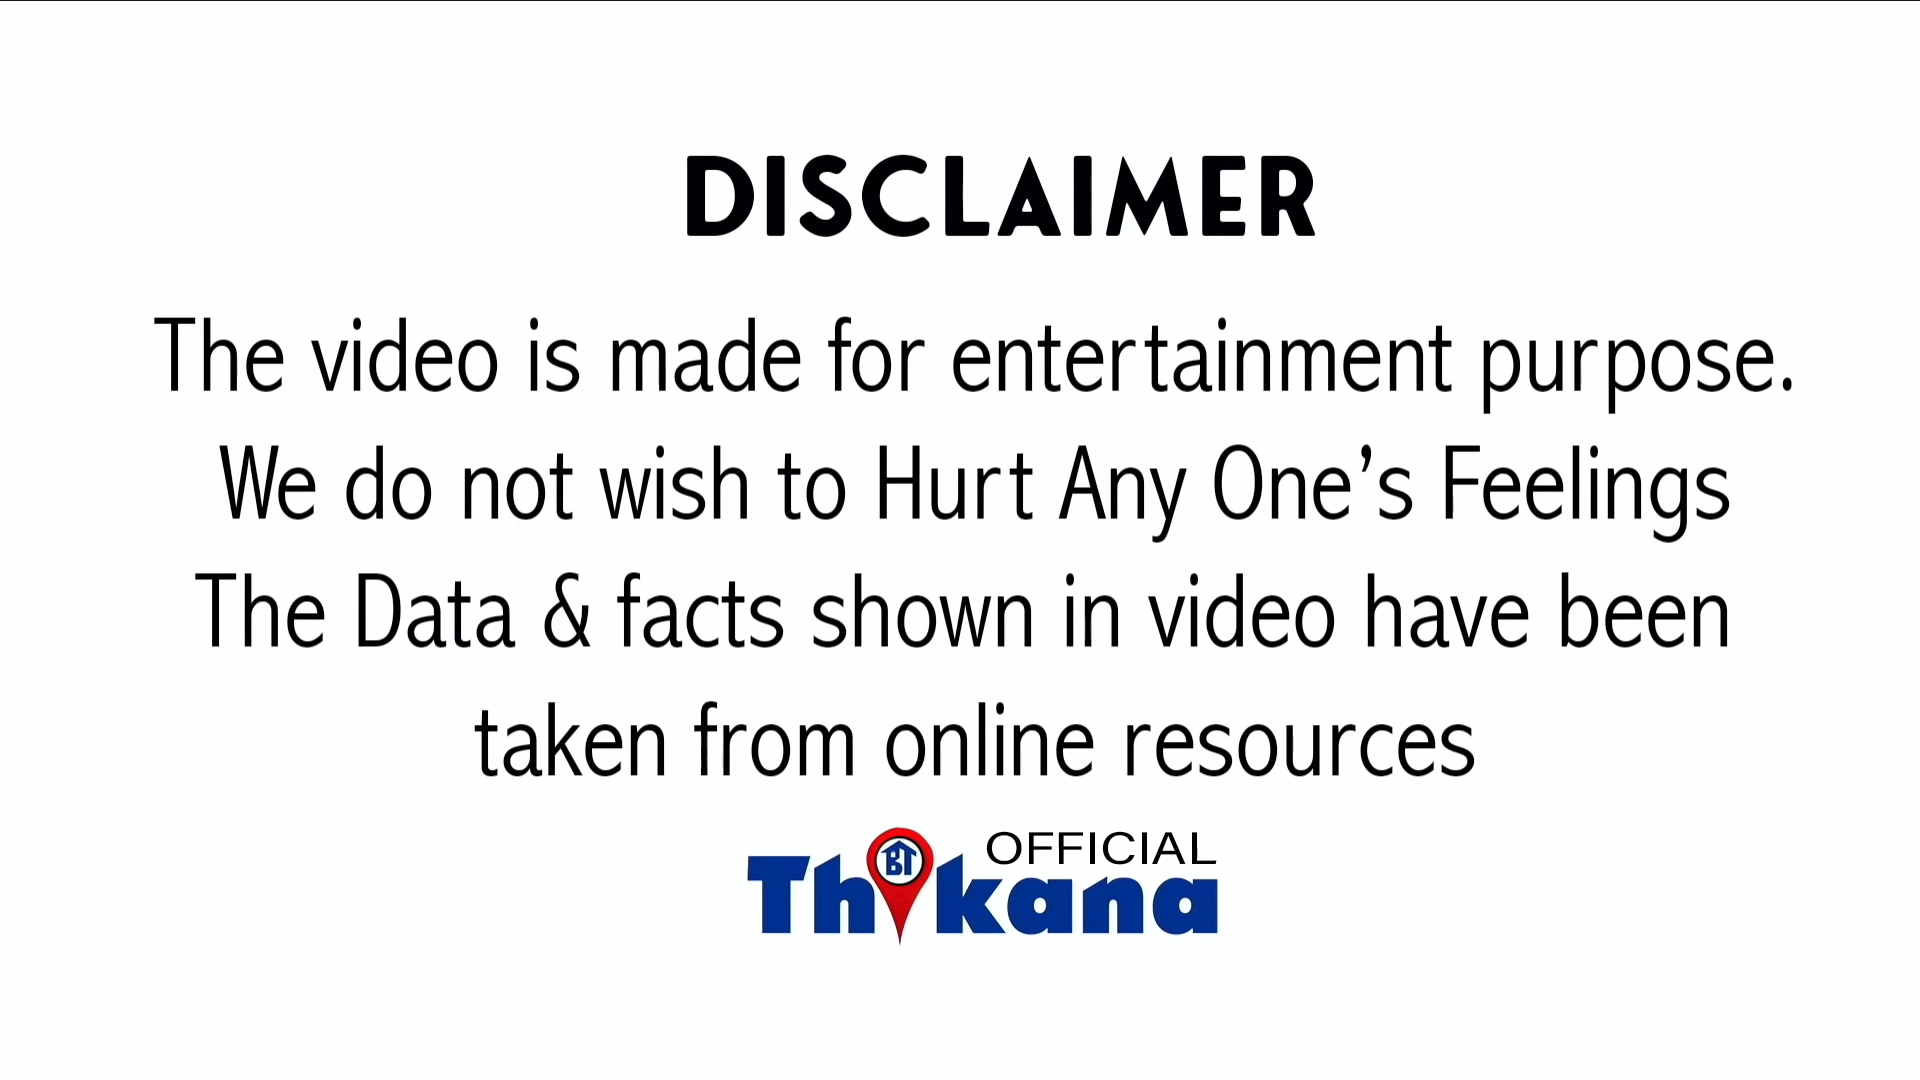 DISCLAIMER
The video is made for entertainment purpose.
We do not wish to Hurt Any One’s Feelings
The Data & facts shown in video have been
taken from online resources
OFFICIAL
BT
Thikana